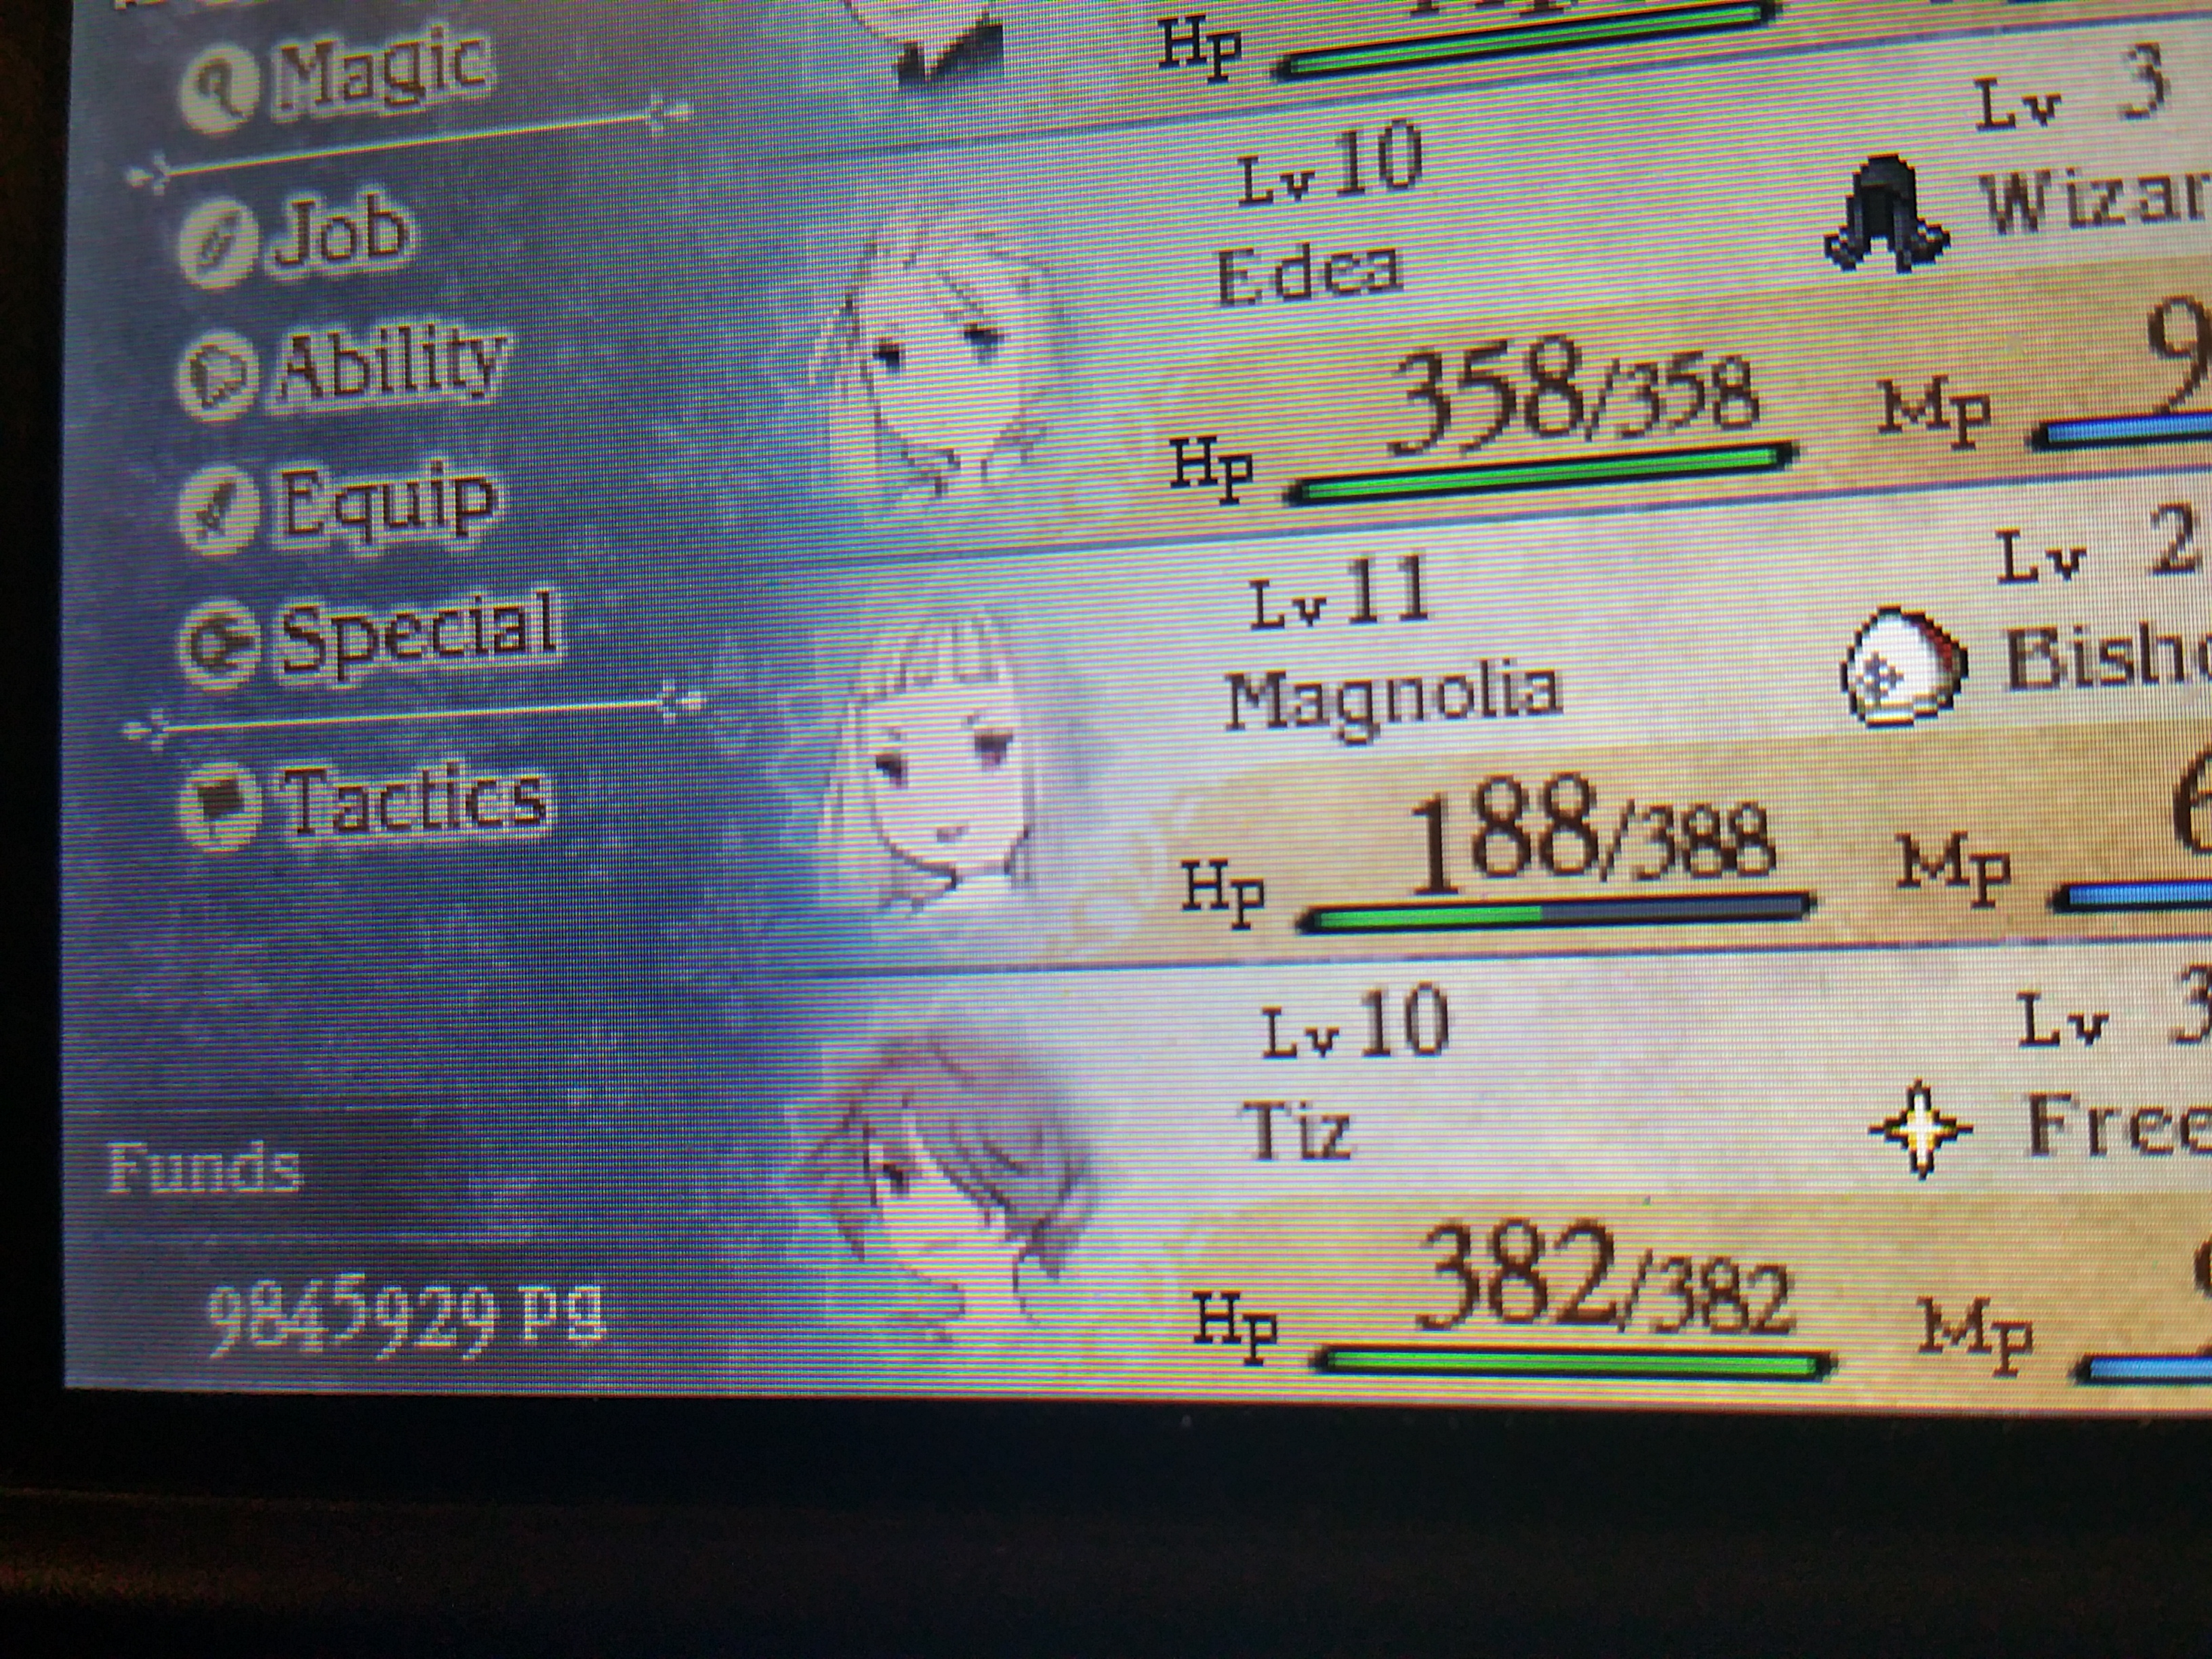 Magic
Job
Ability
Equip
Special
Tactics
Funds
9845929 pg
Hp
Lv 10
Lv 3
Edea
Hp 358/358
Mp 9
Lv 11
Lv 2
Magnolia
Hp 188/388
Mp 6
Lv 10
Lv 3
Tiz
Free
Hp 382/382
Mp